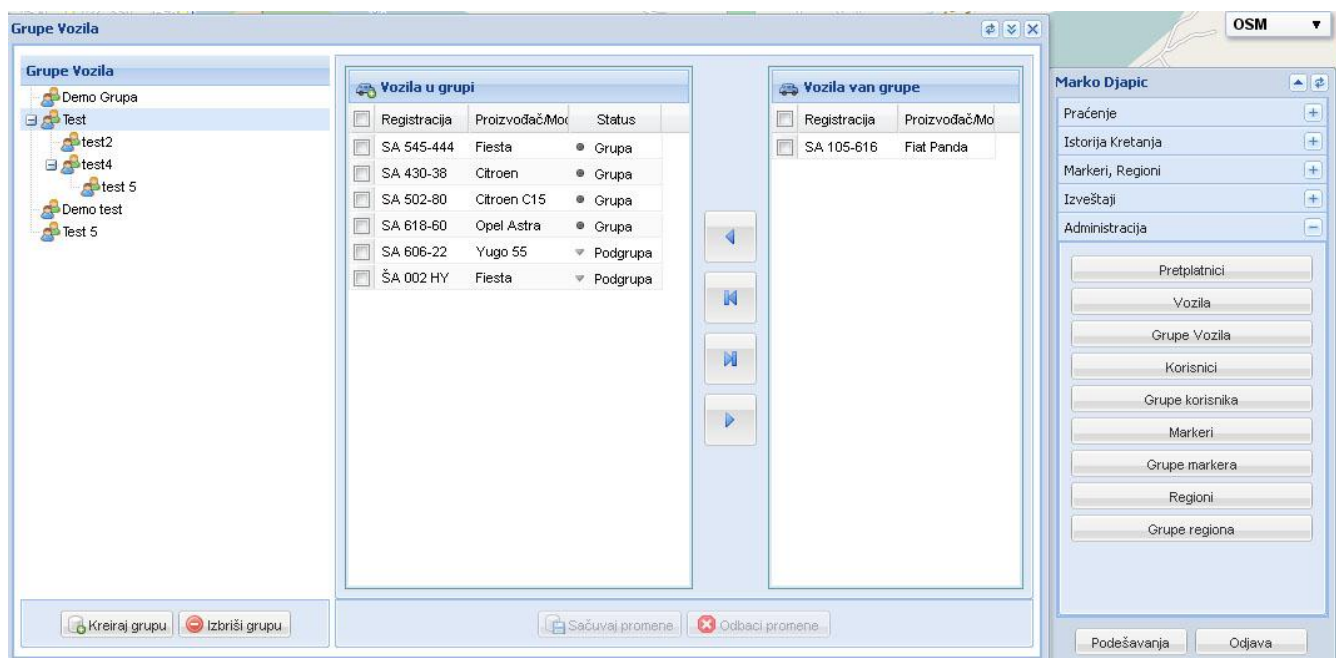 Grupe Vozila
OSM
Grupe Vozila
Demo Grupa
Test
test2
test4
test 5
Demo test
Test 5
Kreiraj grupu
Izbriši grupu
Vozila u grupi
Registracija Proizvođač/Moc Status
SA 545-444 Fiesta Grupa
SA 430-38 Citroen Grupa
SA 502-80 Citroen C15 Grupa
SA 618-60 Opel Astra Grupa
SA 606-22 Yugo 55 Podgrupa
ŠA 002 HY Fiesta Podgrupa
Vozila van grupe
Registracija Proizvođač/Mo
SA 105-616 Fiat Panda
Sačuvaj promene
Odbaci promene
Marko Djapic
Praćenje
Istorija Kretanja
Markeri, Regioni
Izveštaji
Administracija
Pretplatnici
Vozila
Grupe Vozila
Korisnici
Grupe korisnika
Markeri
Grupe markera
Regioni
Grupe regiona
Podešavanja
Odjava